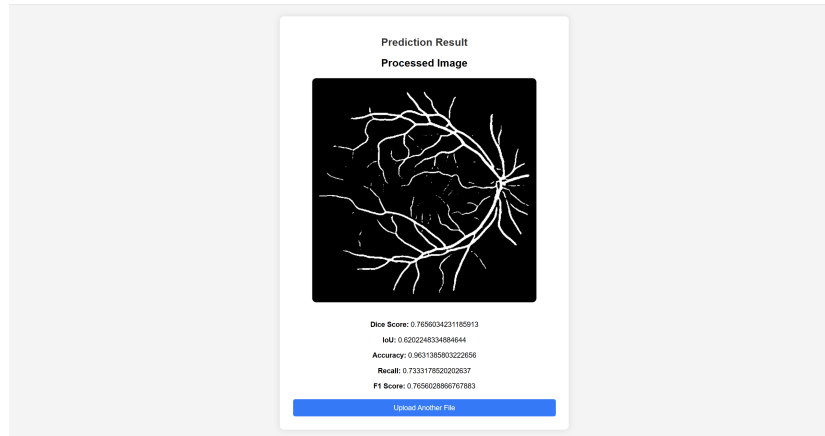 Prediction Result
Processed Image
Dice Score: 0.7656034231185913
IoU: 0.6202248334884644
Accuracy: 0.9631385803222656
Recall: 0.7333178520202637
F1 Score: 0.7656028866767883
Upload Another File